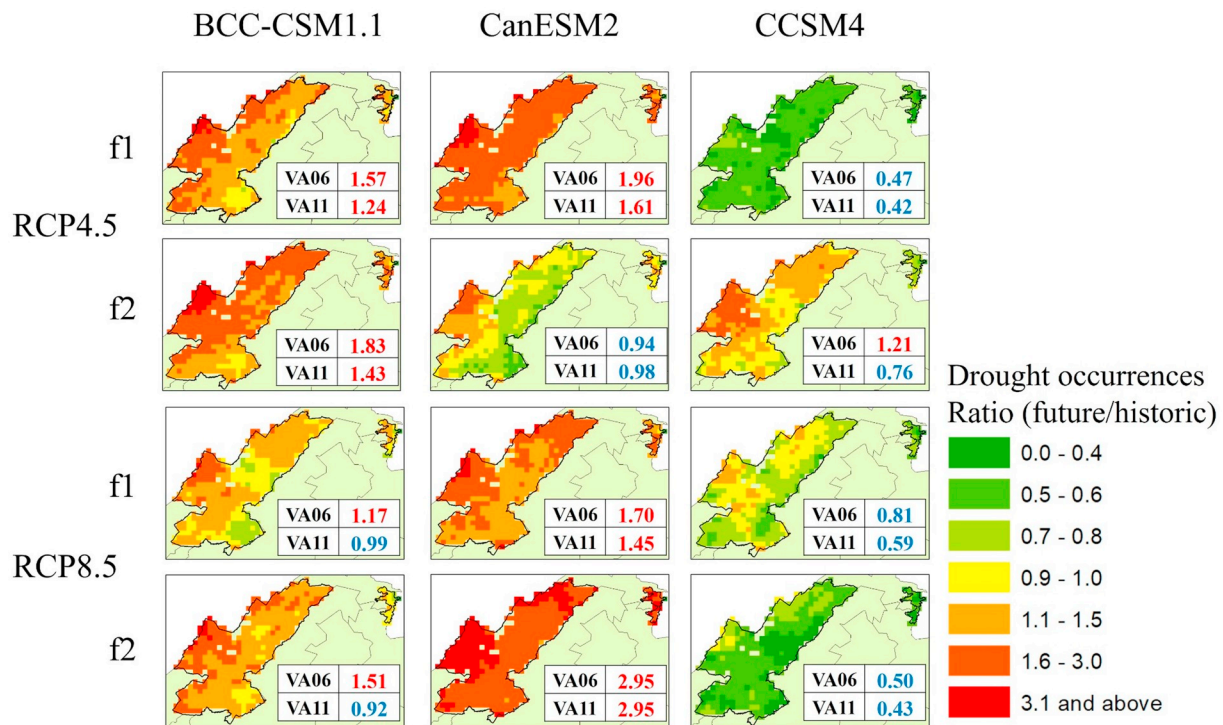 BCC-CSM1.1 CanESM2 CCSM4
f1
VA06 1.57 VA06 1.96 VA06 0.47
VA11 1.24 VA11 1.61 VA11 0.42
RCP4.5
f2
VA06 1.83 VA06 0.94 VA06 1.21
VA11 1.43 VA11 0.98 VA11 0.76
f1
VA06 1.17 VA06 1.70 VA06 0.81
VA11 0.99 VA11 1.45 VA11 0.59
RCP8.5
f2
VA06 1.51 VA06 2.95 VA06 0.50
VA11 0.92 VA11 2.95 VA11 0.43
Drought occurrences
Ratio (future/historic)
0.0 - 0.4
0.5 - 0.6
0.7 - 0.8
0.9 - 1.0
1.1 - 1.5
1.6 - 3.0
3.1 and above